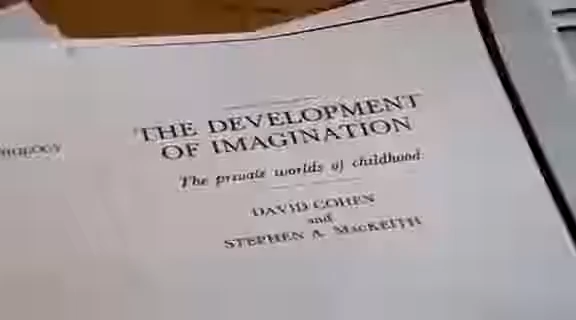 THE DEVELOPMENT
OF IMAGINATION
The private worlds of childhood
DAVID COHEN
and
STEPHEN A. MACKEITH